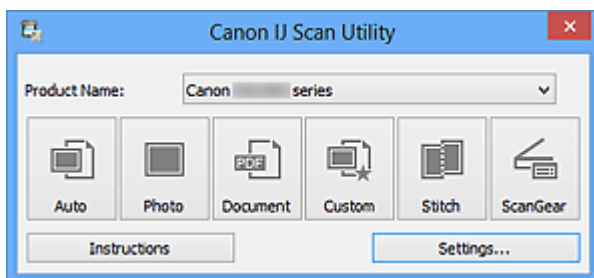 Canon IJ Scan Utility
Product Name: Canon series
PDF
Auto Photo Document Custom Stitch ScanGear
Instructions Settings...